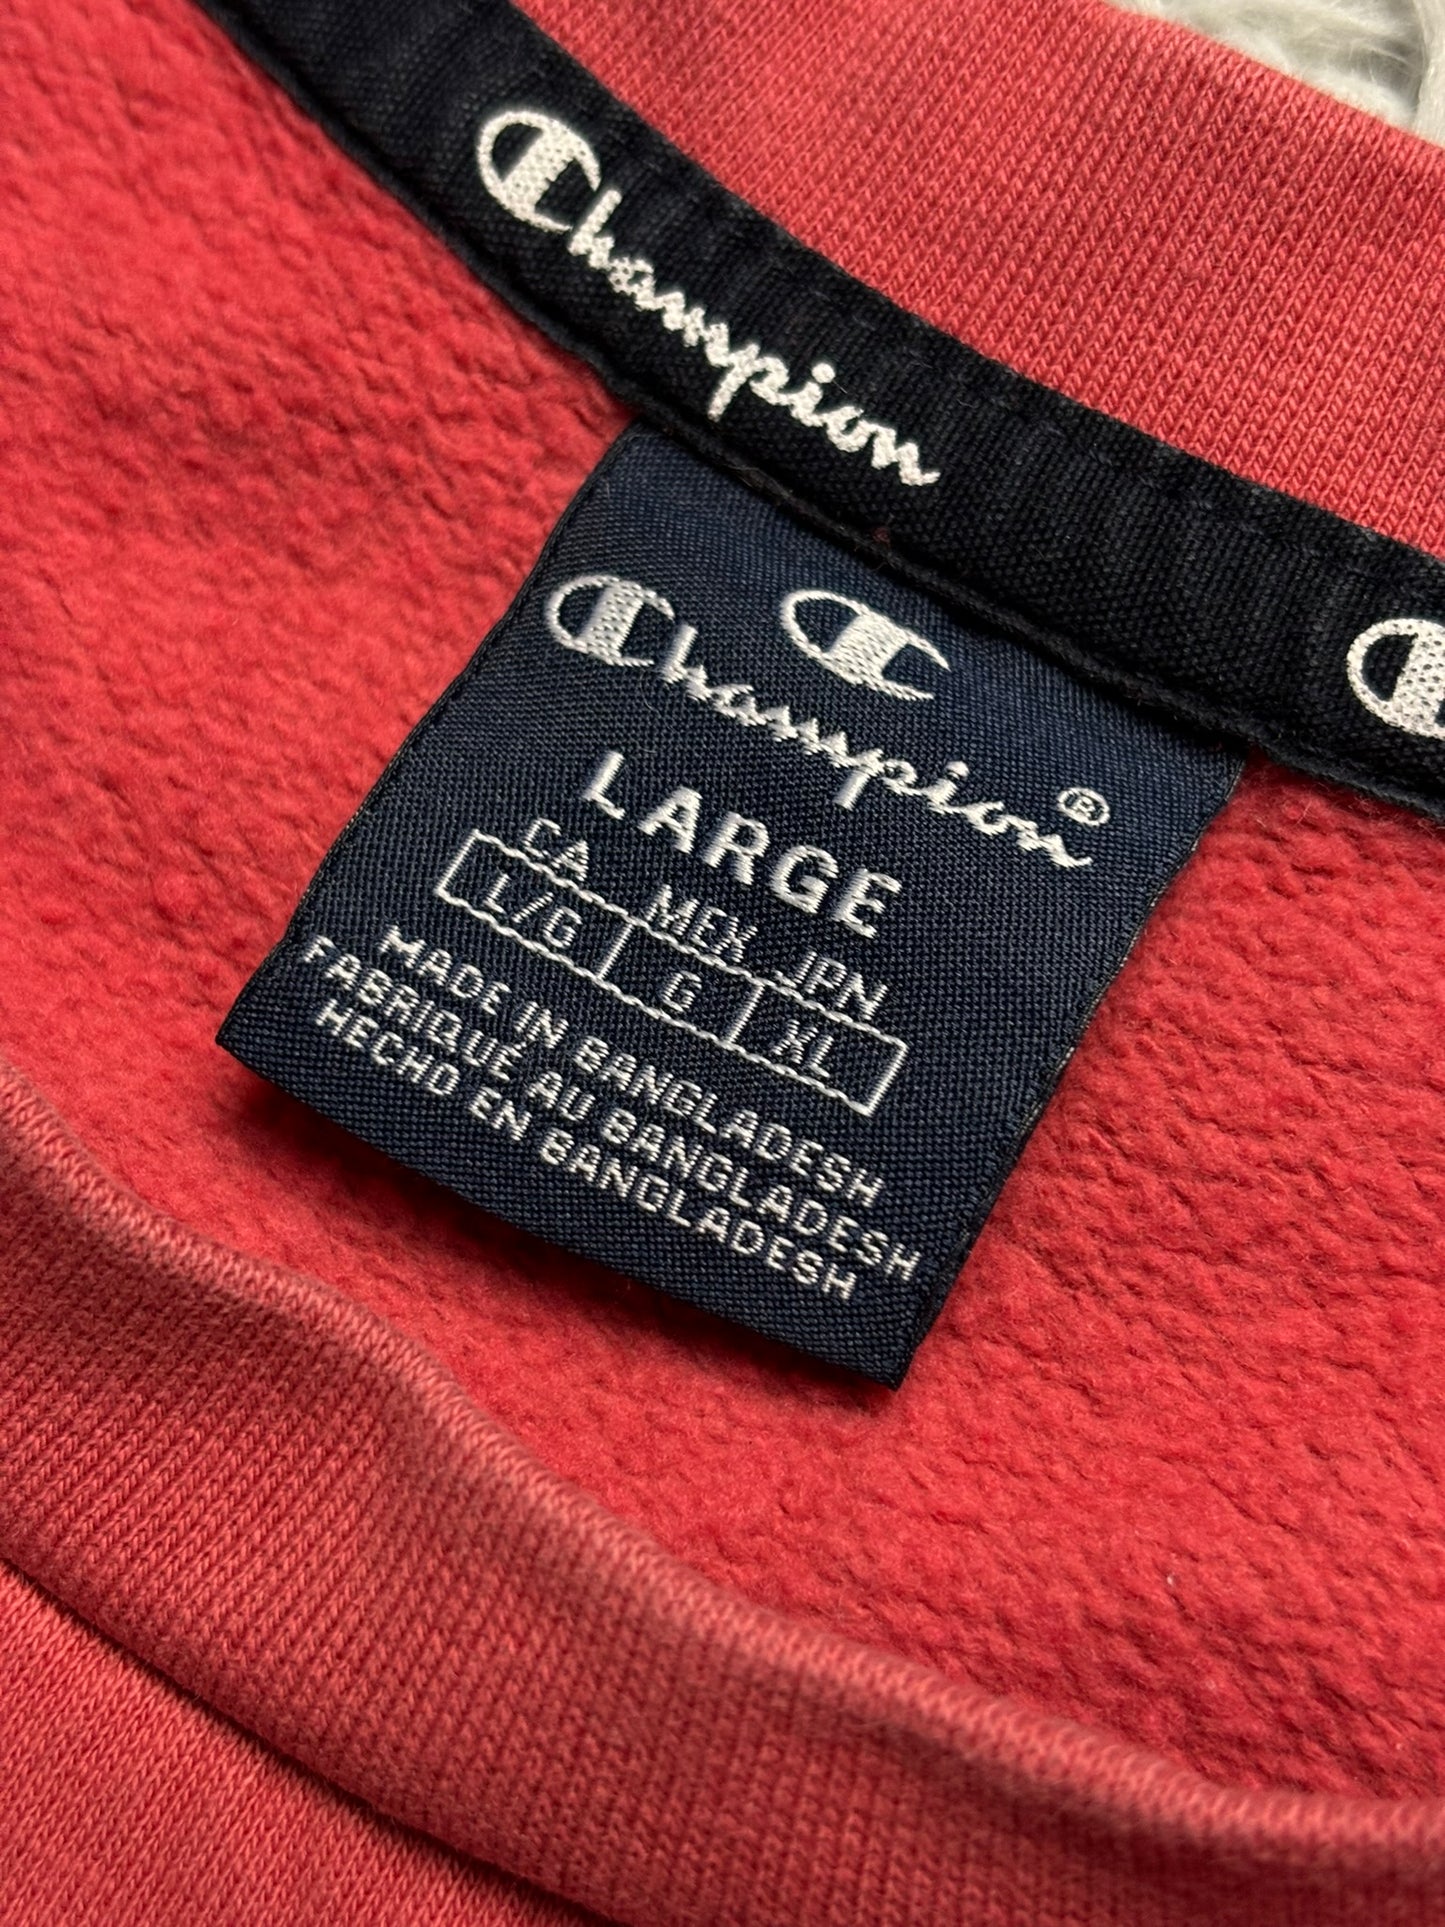 Champion
Champion®
LARGE
CA MEX JPN
L/G G XL
MADE IN BANGLADESH
FABRIQUÉ AU BANGLADESH
HECHO EN BANGLADESH